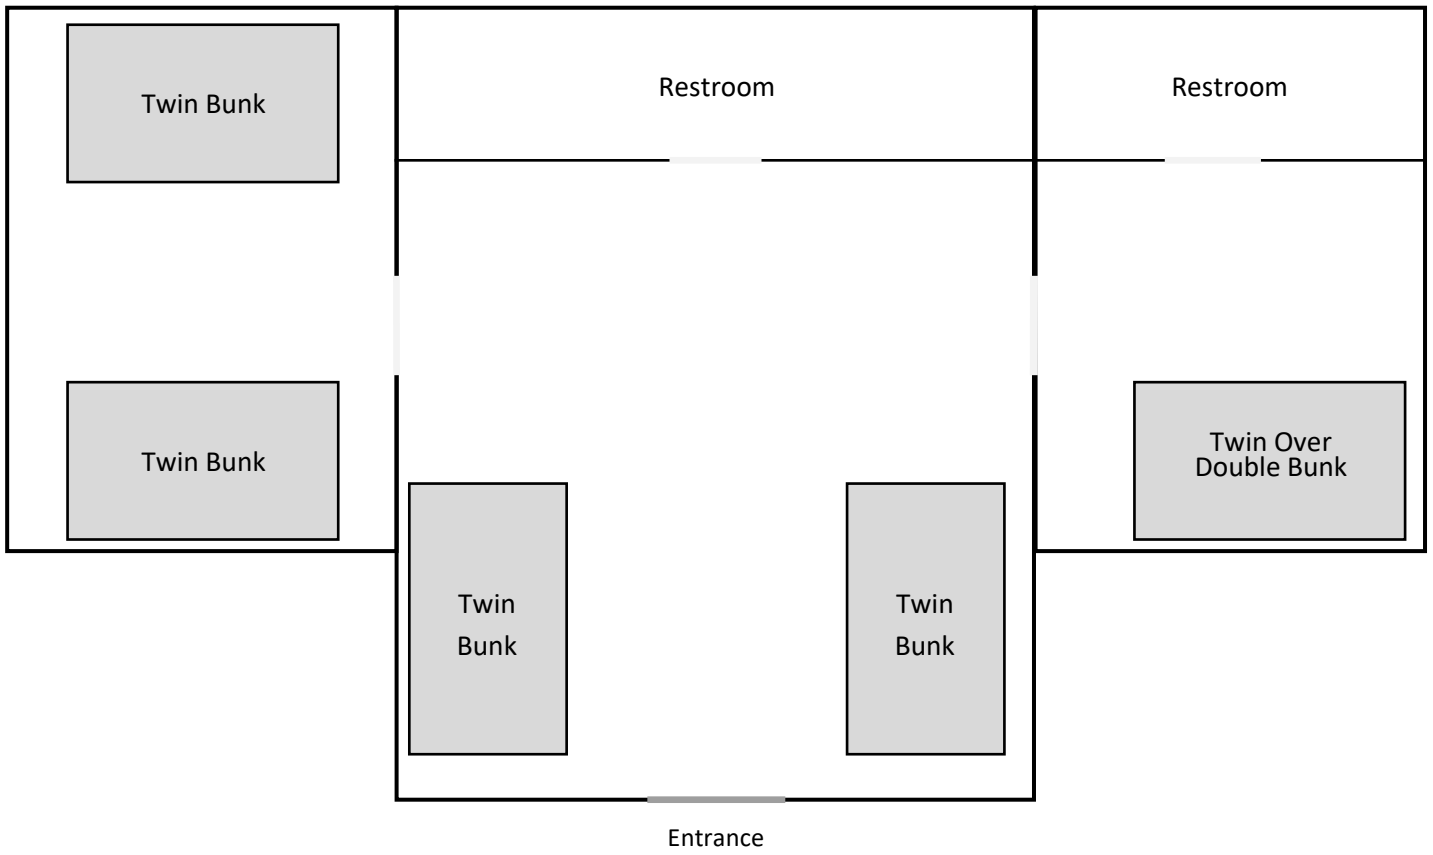 Twin Bunk
Restroom
Restroom
Twin Bunk
Twin Over
Double Bunk
Twin
Bunk
Twin
Bunk
Entrance